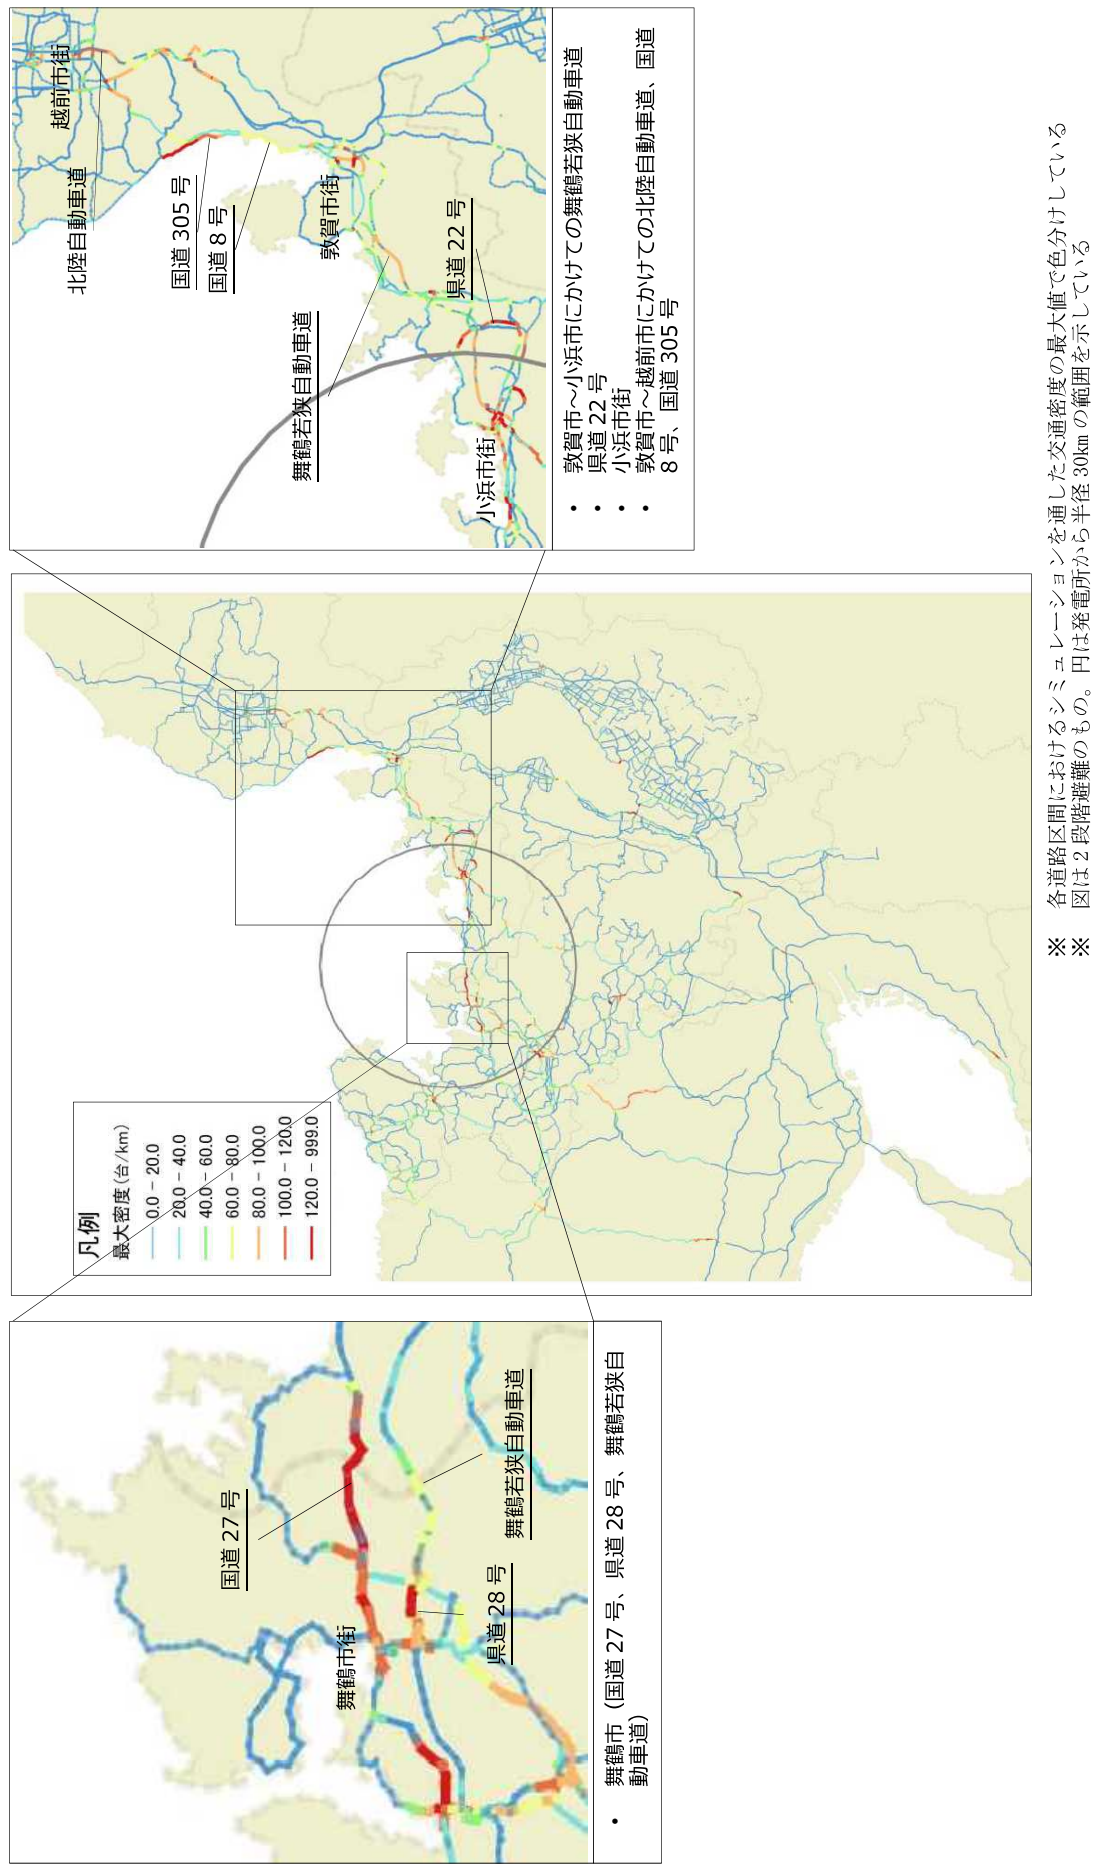 国道 27 号
舞鶴市街
県道 28 号
舞鶴若狭自動車道
・ 舞鶴市（国道 27 号、県道 28 号、舞鶴若狭自
動車道）
凡例
最大密度(台/km)
0.0 − 20.0
20.0 − 40.0
40.0 − 60.0
60.0 − 80.0
80.0 − 100.0
100.0 − 120.0
120.0 − 999.0
越前市街
北陸自動車道
国道 305 号
国道 8 号
敦賀市街
県道 22 号
舞鶴若狭自動車道
小浜市街
・ 敦賀市～小浜市にかけての舞鶴若狭自動車道
・ 県道 22 号
・ 小浜市街
・ 敦賀市～越前市にかけての北陸自動車道、国道
8 号、国道 305 号
※ 各道路区間におけるシミュレーションを通した交通密度の最大値で色分けしている
※ 図は 2 段階避難のもの。円は発電所から半径 30km の範囲を示している